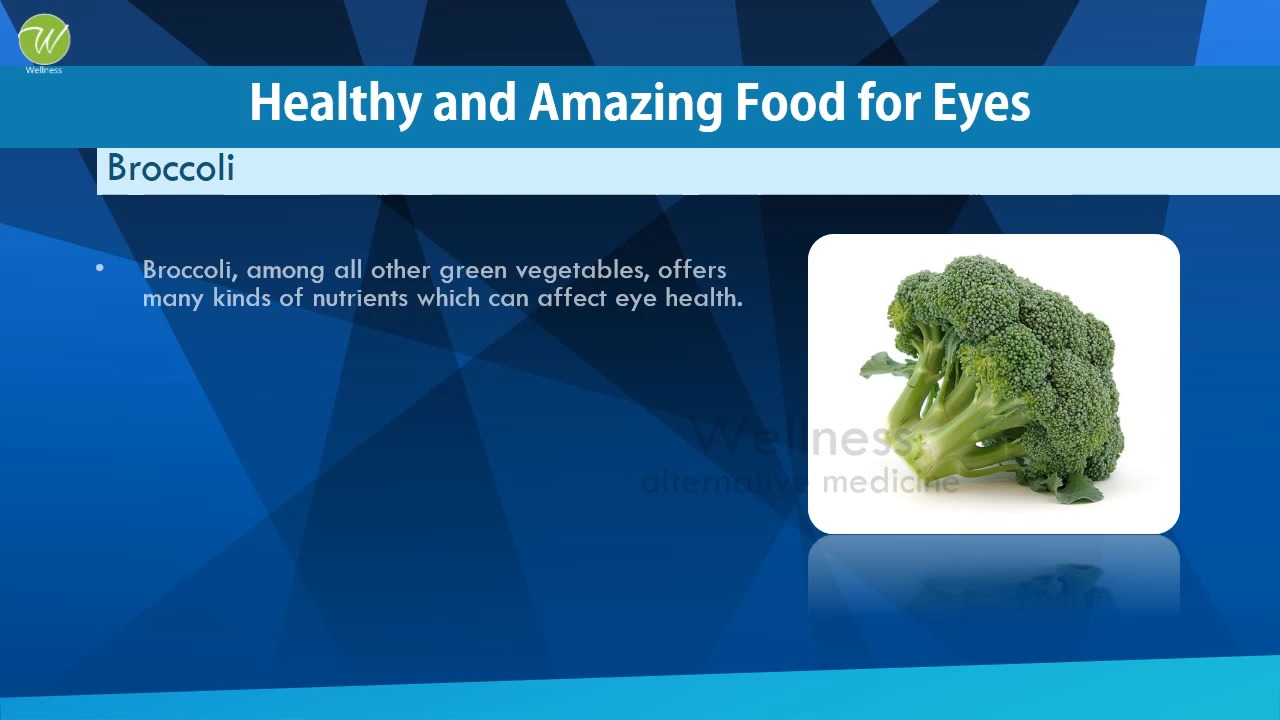 W
Wellness
Healthy and Amazing Food for Eyes
Broccoli
• Broccoli, among all other green vegetables, offers
many kinds of nutrients which can affect eye health.
Wellness
alternative medicine